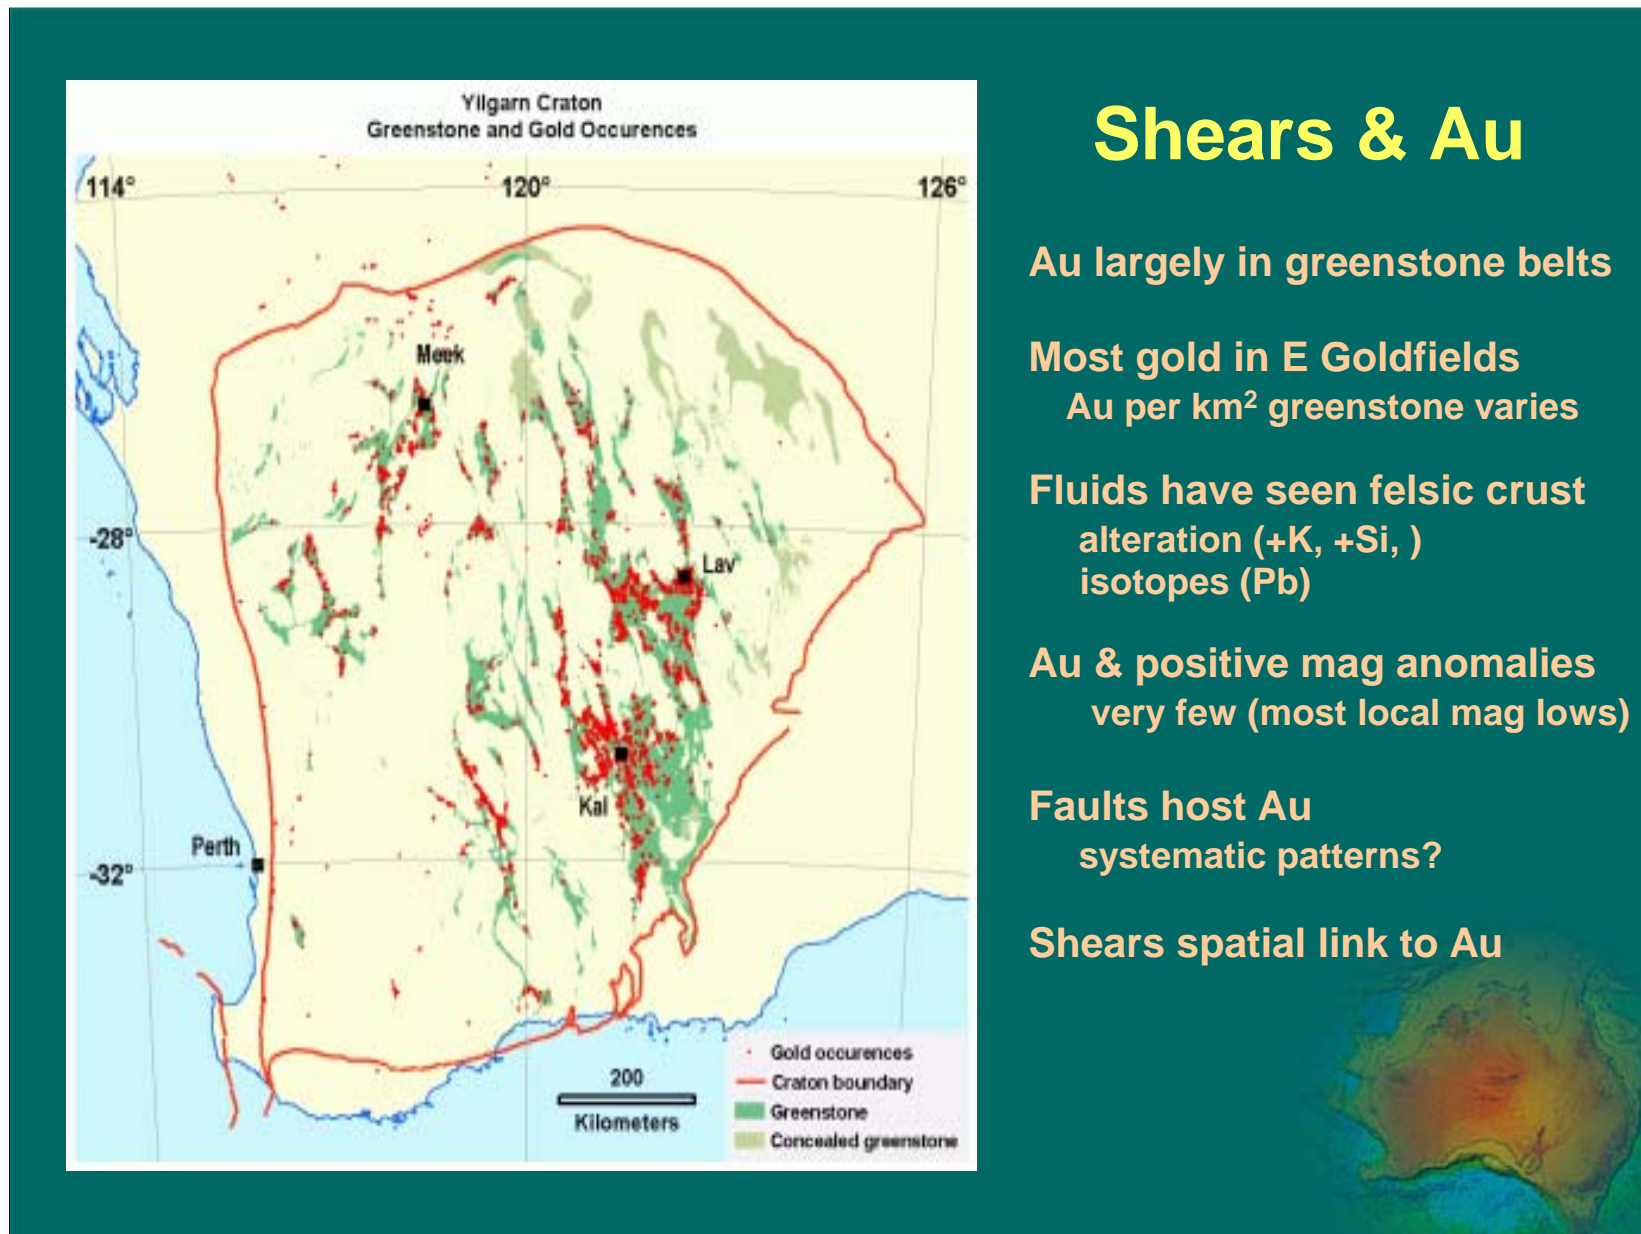 Yilgarn Craton
Greenstone and Gold Occurences
114°
120°
126°
Meek
-28°
Lav
Kal
Perth
-32°
Gold occurences
Craton boundary
Greenstone
Concealed greenstone
200
Kilometers
Shears & Au
Au largely in greenstone belts
Most gold in E Goldfields
Au per km² greenstone varies
Fluids have seen felsic crust
alteration (+K, +Si, )
isotopes (Pb)
Au & positive mag anomalies
very few (most local mag lows)
Faults host Au
systematic patterns?
Shears spatial link to Au